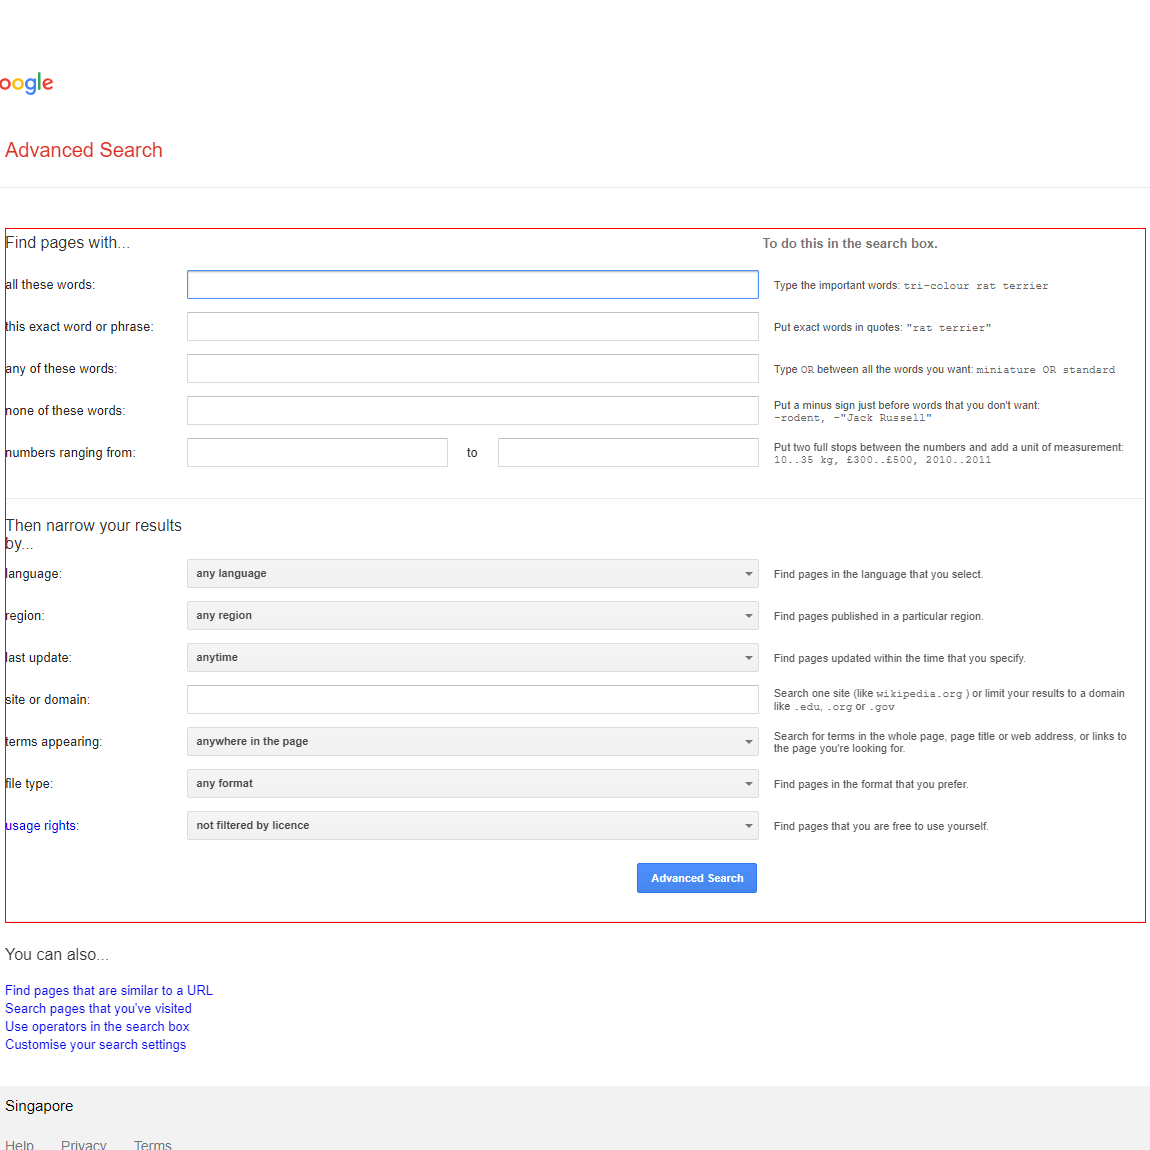 oogle
Advanced Search
Find pages with...
To do this in the search box.
all these words:
Type the important words: tri-colour rat terrier
this exact word or phrase:
Put exact words in quotes: "rat terrier"
any of these words:
Type OR between all the words you want: miniature OR standard
none of these words:
Put a minus sign just before words that you don't want:
-rodent, -"Jack Russell"
numbers ranging from:
to
Put two full stops between the numbers and add a unit of measurement:
10..35 kg, £300..£500, 2010..2011
Then narrow your results
by...
language:
any language
Find pages in the language that you select.
region:
any region
Find pages published in a particular region.
last update:
anytime
Find pages updated within the time that you specify.
site or domain:
Search one site (like wikipedia.org ) or limit your results to a domain
like .edu, .org or .gov
terms appearing:
anywhere in the page
Search for terms in the whole page, page title or web address, or links to
the page you're looking for.
file type:
any format
Find pages in the format that you prefer.
usage rights:
not filtered by licence
Find pages that you are free to use yourself.
Advanced Search
You can also...
Find pages that are similar to a URL
Search pages that you've visited
Use operators in the search box
Customise your search settings
Singapore
Help Privacy Terms